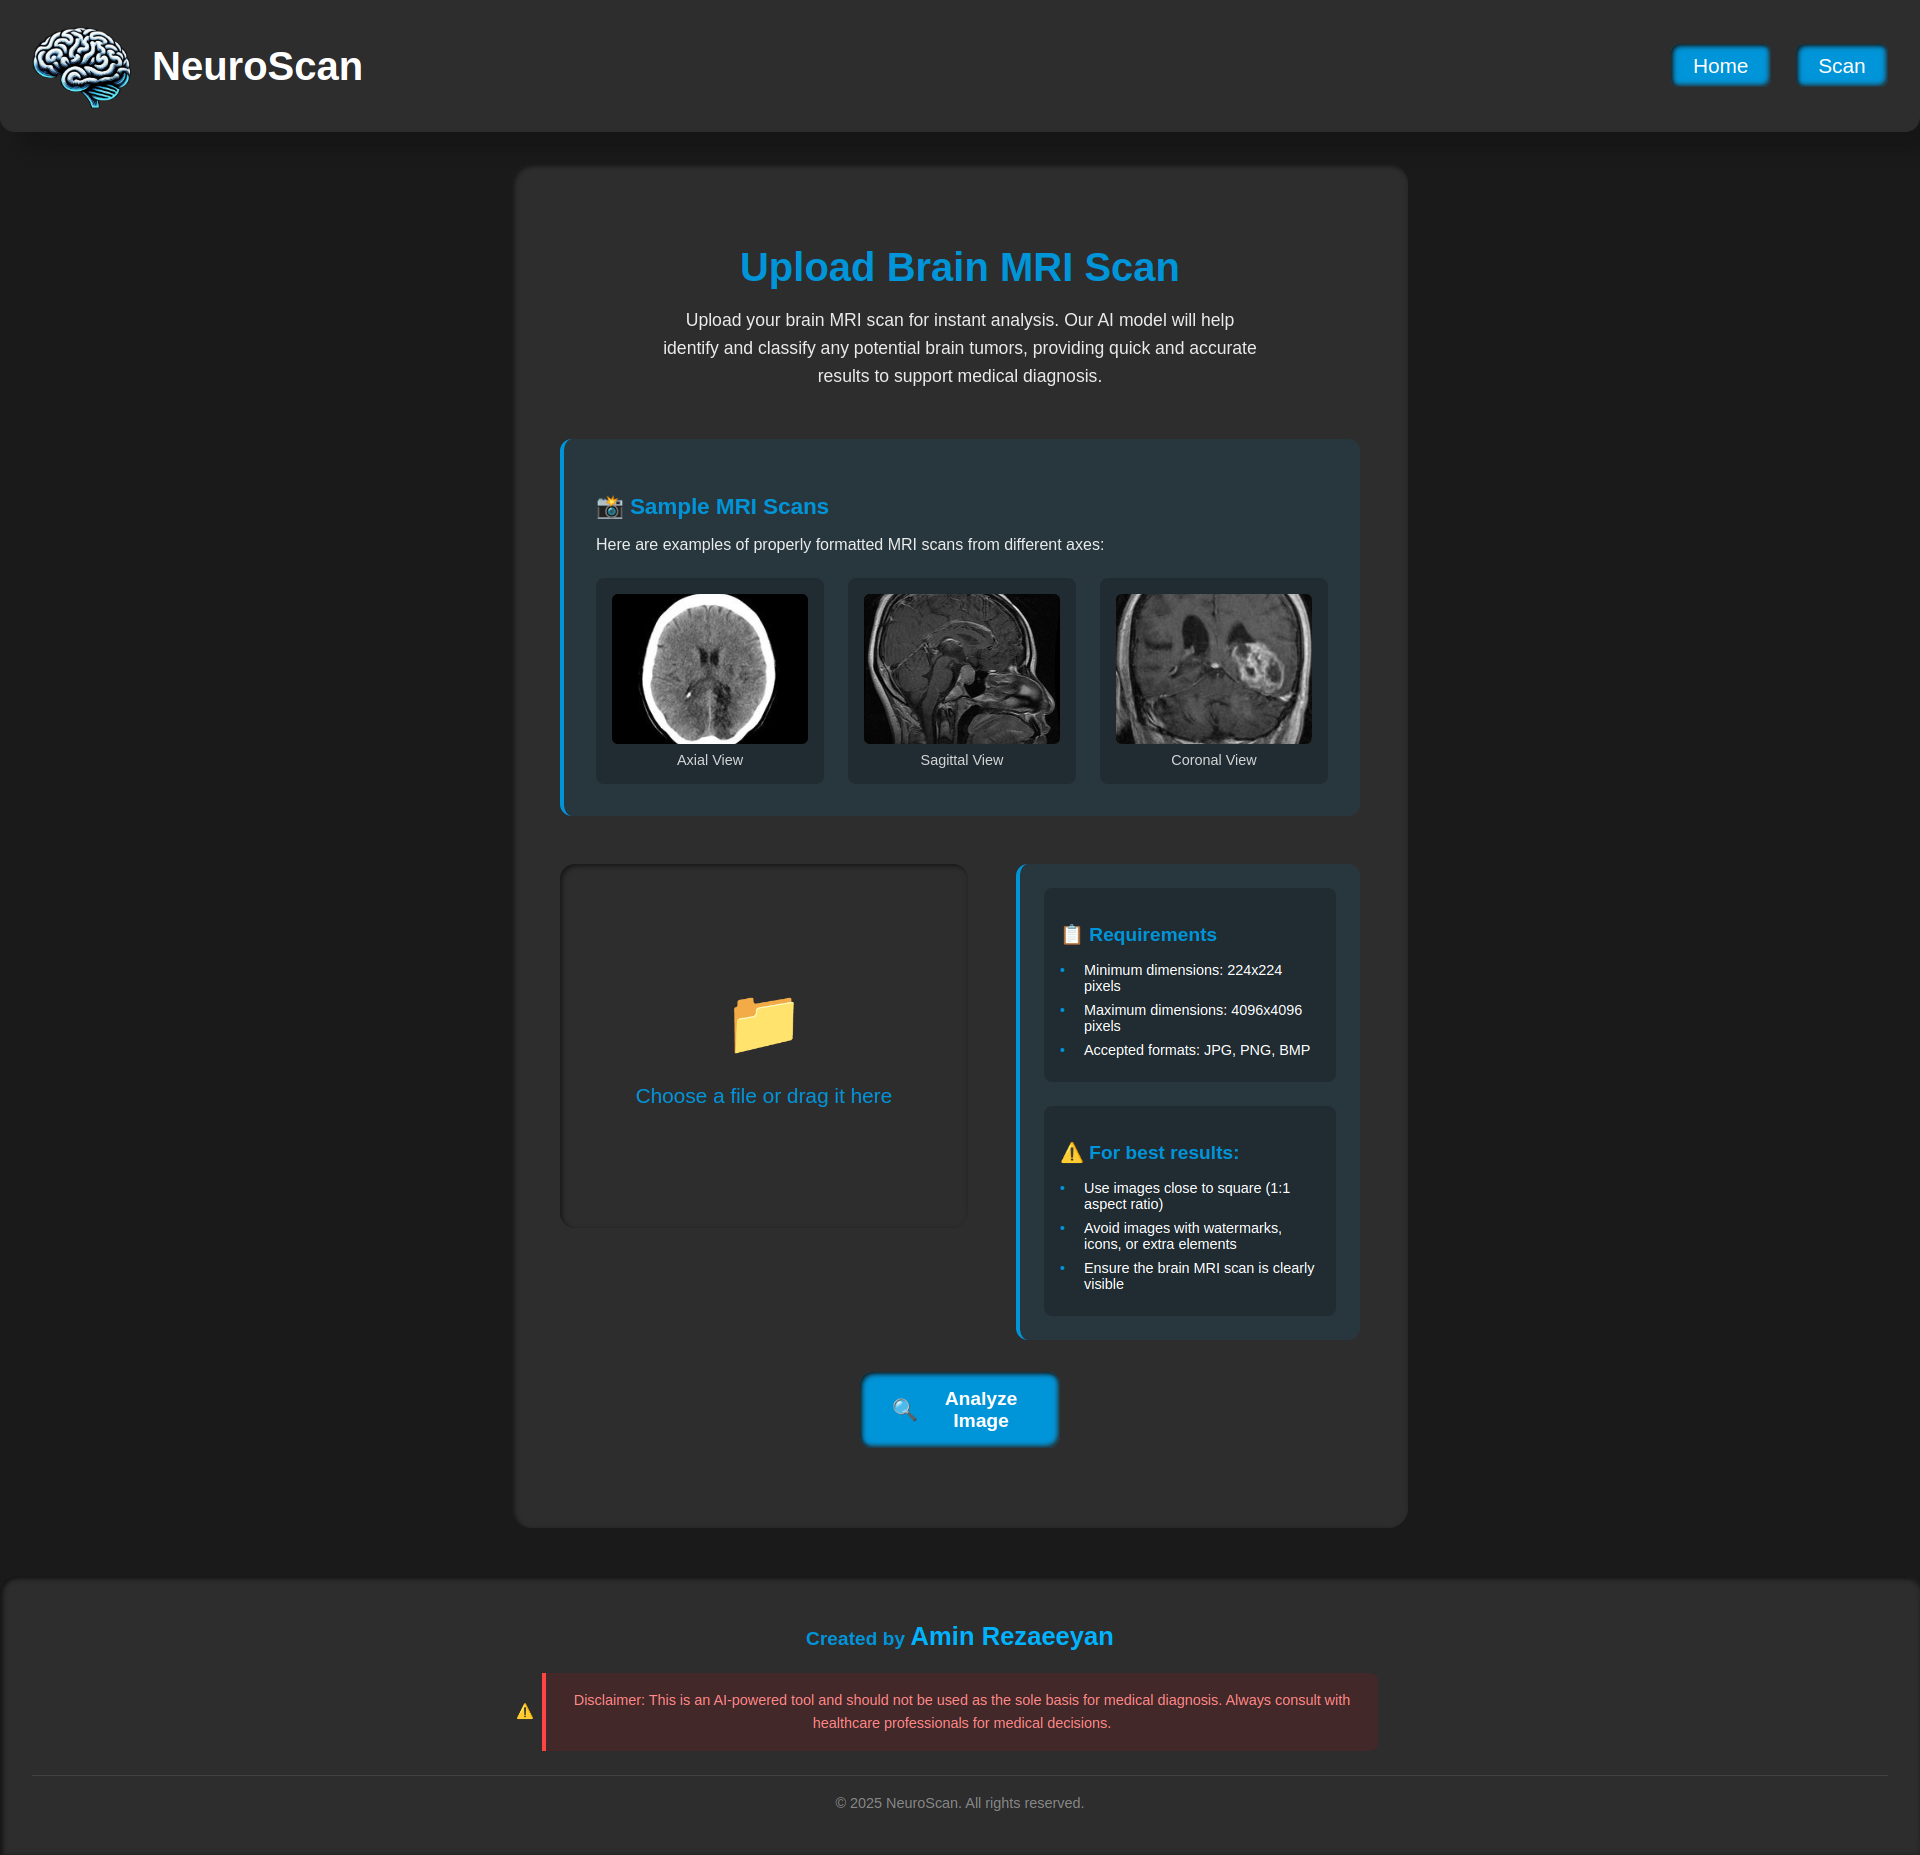 NeuroScan
Home
Scan
Upload Brain MRI Scan
Upload your brain MRI scan for instant analysis. Our AI model will help
identify and classify any potential brain tumors, providing quick and accurate
results to support medical diagnosis.
📸 Sample MRI Scans
Here are examples of properly formatted MRI scans from different axes:
Axial View
Sagittal View
Coronal View
Choose a file or drag it here
📋 Requirements
• Minimum dimensions: 224x224
pixels
• Maximum dimensions: 4096x4096
pixels
• Accepted formats: JPG, PNG, BMP
⚠️ For best results:
• Use images close to square (1:1
aspect ratio)
• Avoid images with watermarks,
icons, or extra elements
• Ensure the brain MRI scan is clearly
visible
🔍 Analyze
Image
Created by Amin Rezaeeyan
⚠️ Disclaimer: This is an AI-powered tool and should not be used as the sole basis for medical diagnosis. Always consult with
healthcare professionals for medical decisions.
© 2025 NeuroScan. All rights reserved.